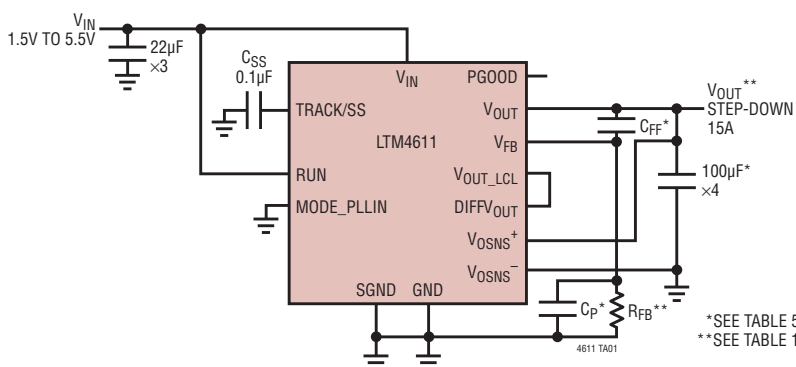 VIN
1.5V TO 5.5V
22µF
×3
CSS
0.1µF
VIN
PGOOD
TRACK/SS
VOUT
VFB
LTM4611
RUN
VOUT_LCL
DIFFVOUT
MODE_PLLIN
VOSNS+
VOSNS–
SGND GND
CFF*
VOUT**
STEP-DOWN
15A
100µF*
×4
CP*
RFB**
4611 TA01
*SEE TABLE 5
**SEE TABLE 1